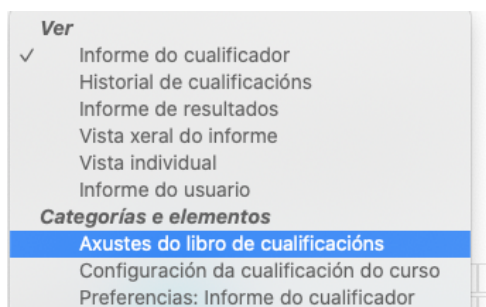 Ver
✓ Informe do cualificador
Historial de cualificacións
Informe de resultados
Vista xeral do informe
Vista individual
Informe do usuario
Categorías e elementos
Axustes do libro de cualificacións
Configuración da cualificación do curso
Preferencias: Informe do cualificador